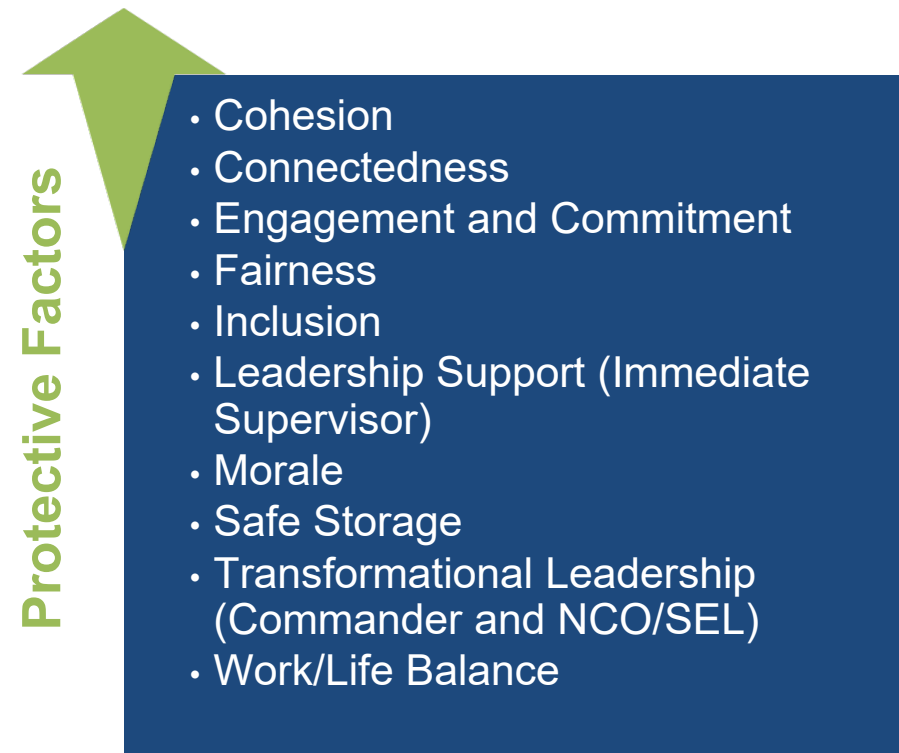 Protective Factors
• Cohesion
• Connectedness
• Engagement and Commitment
• Fairness
• Inclusion
• Leadership Support (Immediate
Supervisor)
• Morale
• Safe Storage
• Transformational Leadership
(Commander and NCO/SEL)
• Work/Life Balance